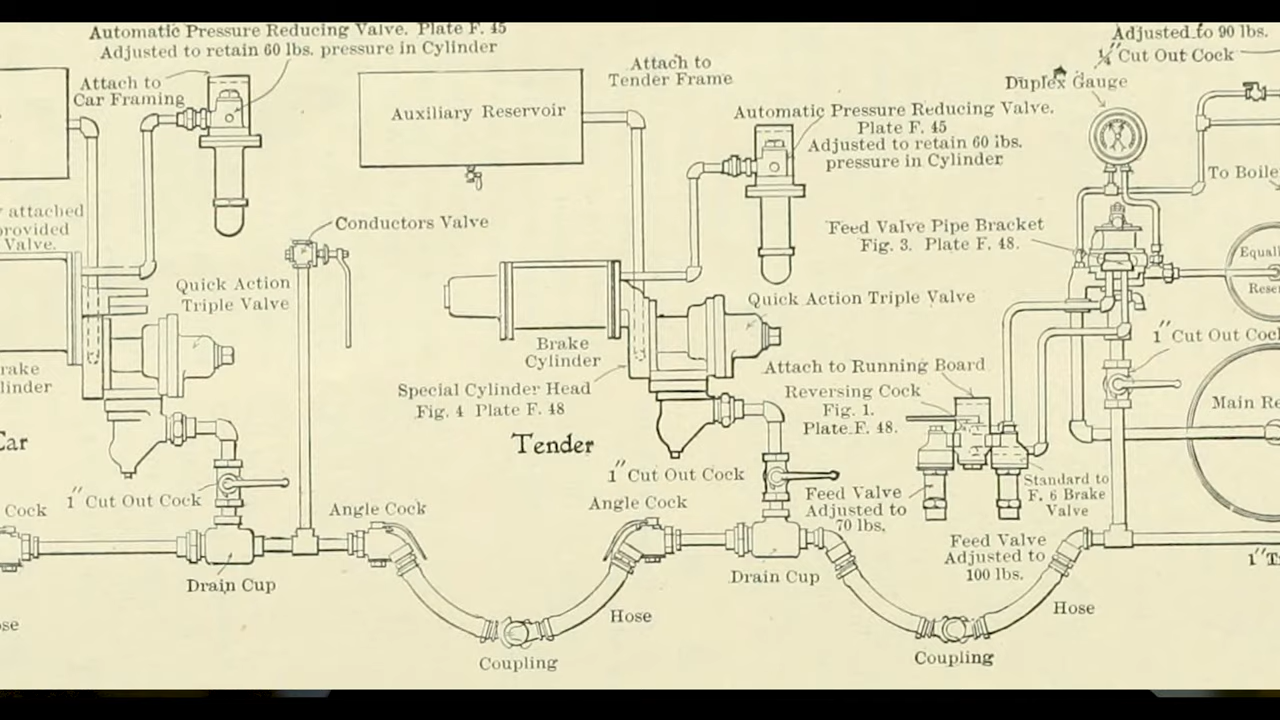 Automatic Pressure Reducing Valve. Plate F. 45
Adjusted to retain 60 lbs. pressure in Cylinder
Attach to
Car Framing
attached
provided
Valve.
Quick Action
Triple Valve
Conductors Valve
Car
1" Cut Out Cock
Cock
Drain Cup
Angle Cock
Auxiliary Reservoir
Attach to
Tender Frame
Automatic Pressure Reducing Valve.
Plate F. 45
Adjusted to retain 60 lbs.
pressure in Cylinder
Quick Action Triple Valve
Brake
Cylinder
Special Cylinder Head
Fig. 4 Plate F. 48
Tender
1" Cut Out Cock
Angle Cock
Drain Cup
Hose
Coupling
Adjusted to 90 lbs.
1/4" Cut Out Cock
Duplex Gauge
To Boile
Feed Valve Pipe Bracket
Fig. 3. Plate F. 48.
Equali
Reser
1" Cut Out Cock
Attach to Running Board
Reversing Cock
Fig. 1.
Plate F. 48.
Main Re
Feed Valve
Adjusted to
70 lbs.
Standard to
F. 6 Brake
Valve
Feed Valve
Adjusted to
100 lbs.
Hose
Coupling